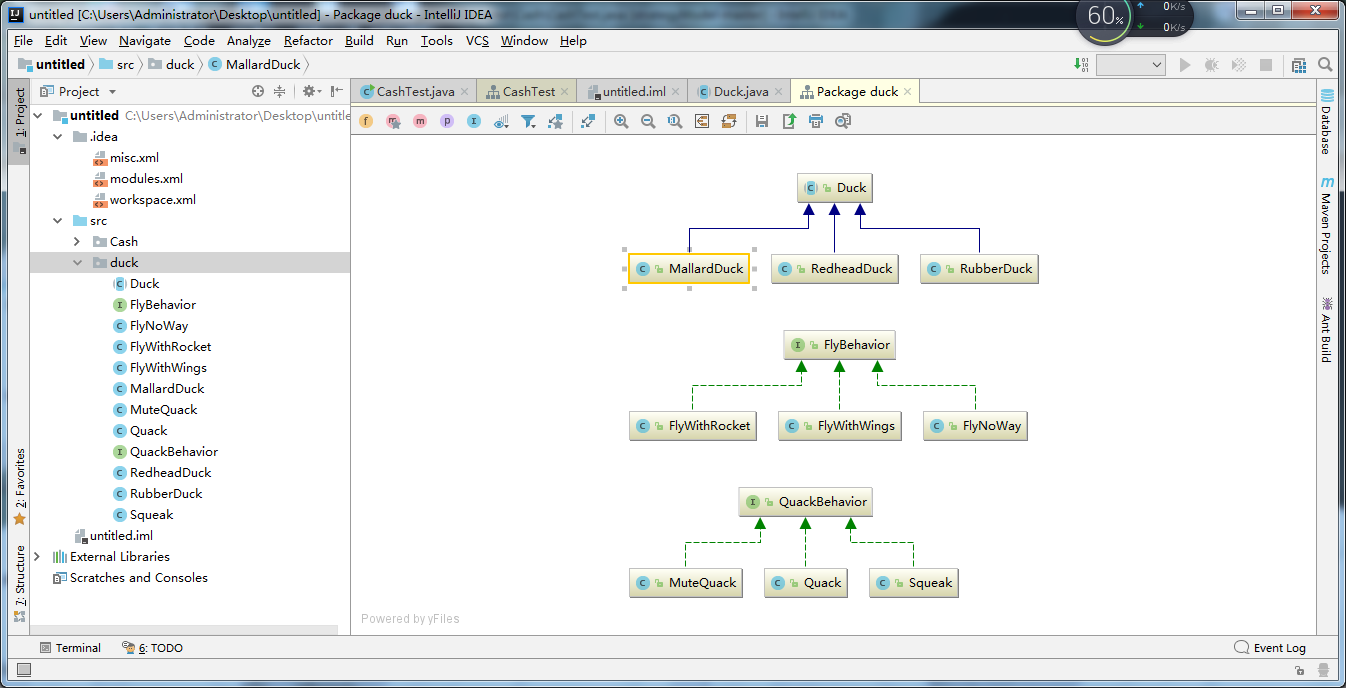 untitled [C:\Users\Administrator\Desktop\untitled] - Package duck - IntelliJ IDEA
60%
0K/s
0K/s
File Edit View Navigate Code Analyze Refactor Build Run Tools VCS Window Help
untitled src duck MallardDuck
Project
CashTest.java CashTest untitled.iml Duck.java Package duck
1: Project
2: Favorites
7: Structure
untitled C:\Users\Administrator\Desktop\untitle
.idea
misc.xml
modules.xml
workspace.xml
src
Cash
duck
Duck
FlyBehavior
FlyNoWay
FlyWithRocket
FlyWithWings
MallardDuck
MuteQuack
Quack
QuackBehavior
RedheadDuck
RubberDuck
Squeak
untitled.iml
External Libraries
Scratches and Consoles
Duck
MallardDuck RedheadDuck RubberDuck
FlyBehavior
FlyWithRocket FlyWithWings FlyNoWay
QuackBehavior
MuteQuack Quack Squeak
Powered by yFiles
Database
Maven Projects
Ant Build
Terminal 6: TODO Event Log